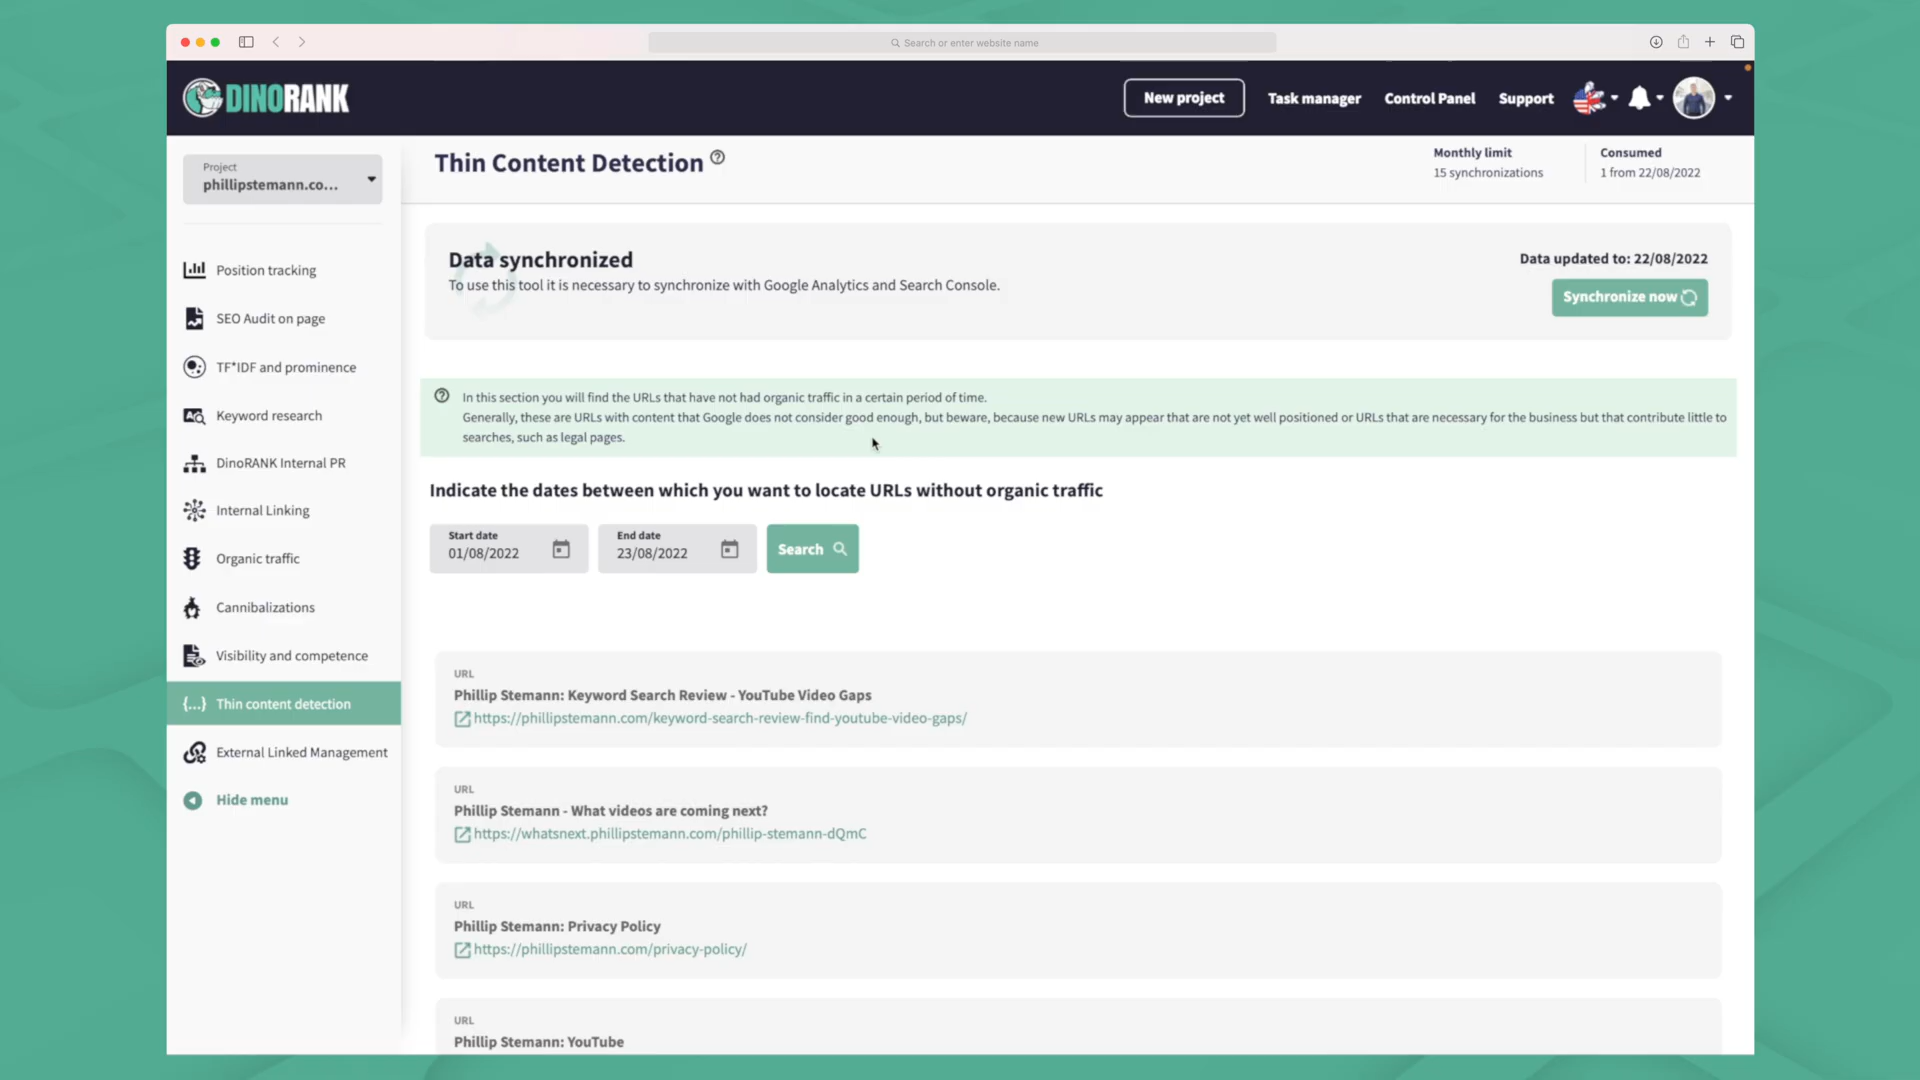 Search or enter website name
DINORANK
New project
Task manager
Control Panel
Support
Project
phillipstemann.co...
Thin Content Detection
Monthly limit
15 synchronizations
Consumed
1 from 22/08/2022
Position tracking
SEO Audit on page
TF*IDF and prominence
Keyword research
DinoRANK Internal PR
Internal Linking
Organic traffic
Cannibalizations
Visibility and competence
{...} Thin content detection
External Linked Management
Hide menu
Data synchronized
To use this tool it is necessary to synchronize with Google Analytics and Search Console.
Data updated to: 22/08/2022
Synchronize now
In this section you will find the URLs that have not had organic traffic in a certain period of time.
Generally, these are URLs with content that Google does not consider good enough, but beware, because new URLs may appear that are not yet well positioned or URLs that are necessary for the business but that contribute little to
searches, such as legal pages.
Indicate the dates between which you want to locate URLs without organic traffic
Start date
01/08/2022
End date
23/08/2022
Search
URL
Phillip Stemann: Keyword Search Review - YouTube Video Gaps
https://phillipstemann.com/keyword-search-review-find-youtube-video-gaps/
URL
Phillip Stemann - What videos are coming next?
https://whatsnext.phillipstemann.com/phillip-stemann-dQmC
URL
Phillip Stemann: Privacy Policy
https://phillipstemann.com/privacy-policy/
URL
Phillip Stemann: YouTube